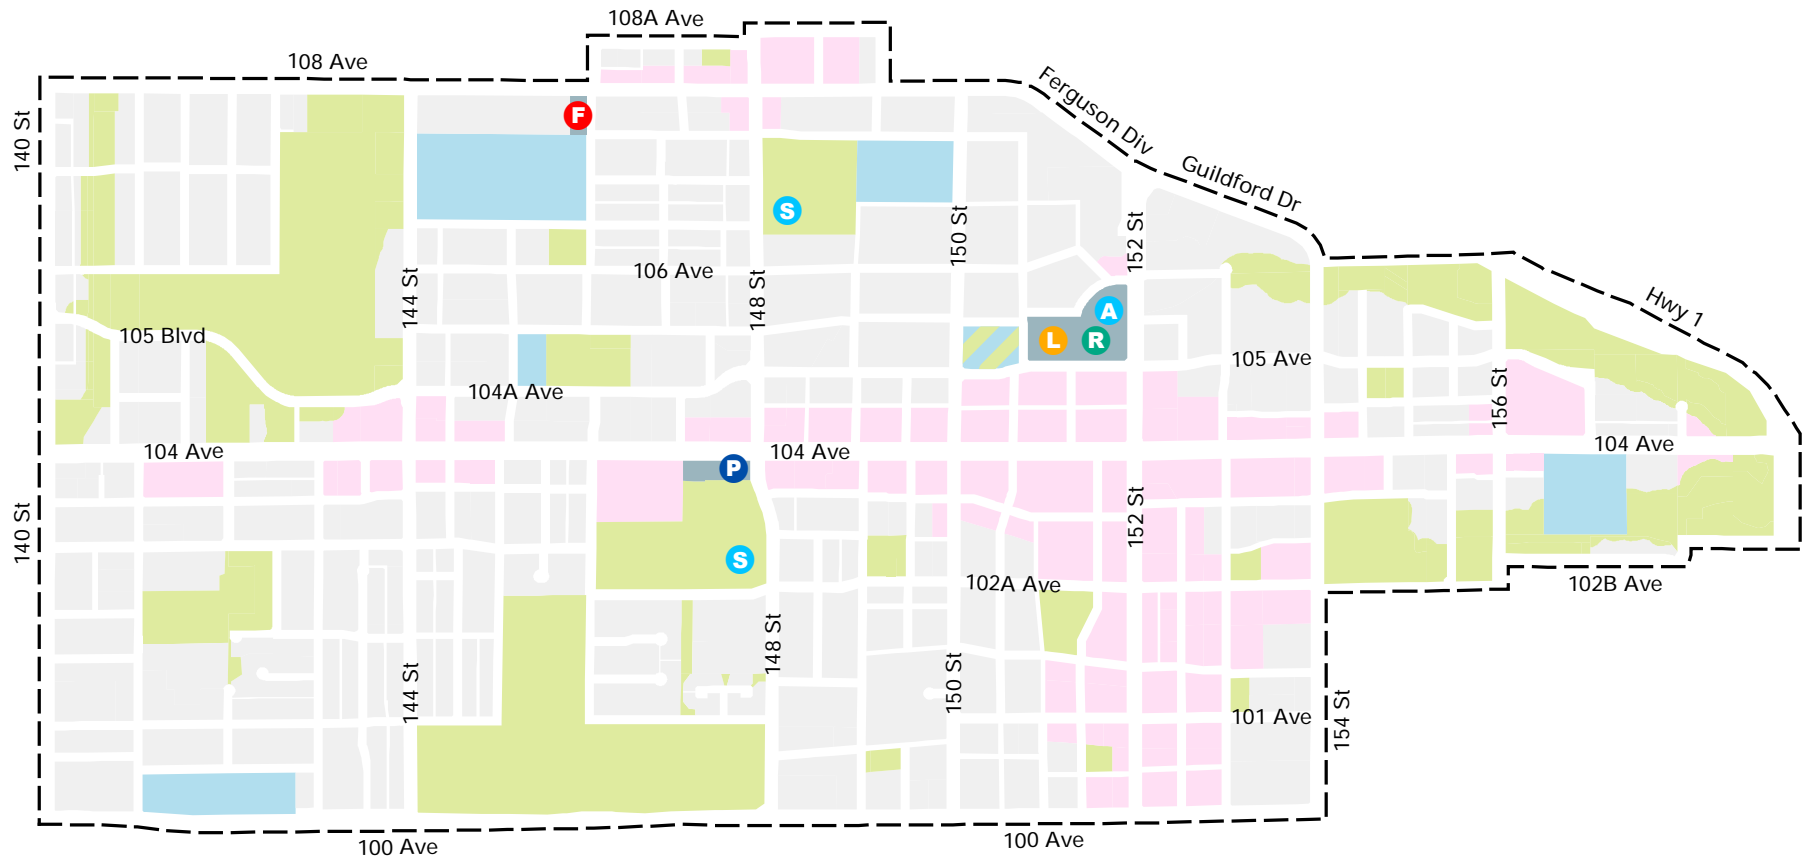 108A Ave
108 Ave
Ferguson Div
140 St
F
Guildford Dr
S
150 St
152 St
106 Ave
144 St
148 St
Hwy 1
A
105 Blvd
L
R
105 Ave
104A Ave
156 St
104 Ave
104 Ave
104 Ave
P
140 St
152 St
S
102A Ave
102B Ave
148 St
150 St
144 St
101 Ave
154 St
100 Ave
100 Ave